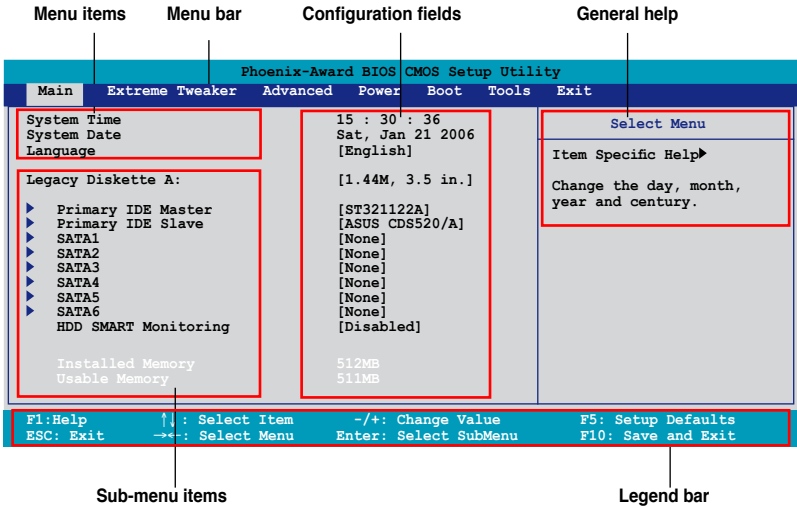 Menu items Menu bar Configuration fields General help
Phoenix-Award BIOS CMOS Setup Utility
Main Extreme Tweaker Advanced Power Boot Tools Exit
System Time 15 : 30 : 36
System Date Sat, Jan 21 2006
Language [English]
Legacy Diskette A: [1.44M, 3.5 in.]
Primary IDE Master [ST321122A]
Primary IDE Slave [ASUS CDS520/A]
SATA1 [None]
SATA2 [None]
SATA3 [None]
SATA4 [None]
SATA5 [None]
SATA6 [None]
HDD SMART Monitoring [Disabled]
Installed Memory 512MB
Usable Memory 511MB
Select Menu
Item Specific Help
Change the day, month,
year and century.
F1:Help ↑↓: Select Item -/+: Change Value F5: Setup Defaults
ESC: Exit →←: Select Menu Enter: Select SubMenu F10: Save and Exit
Sub-menu items Legend bar